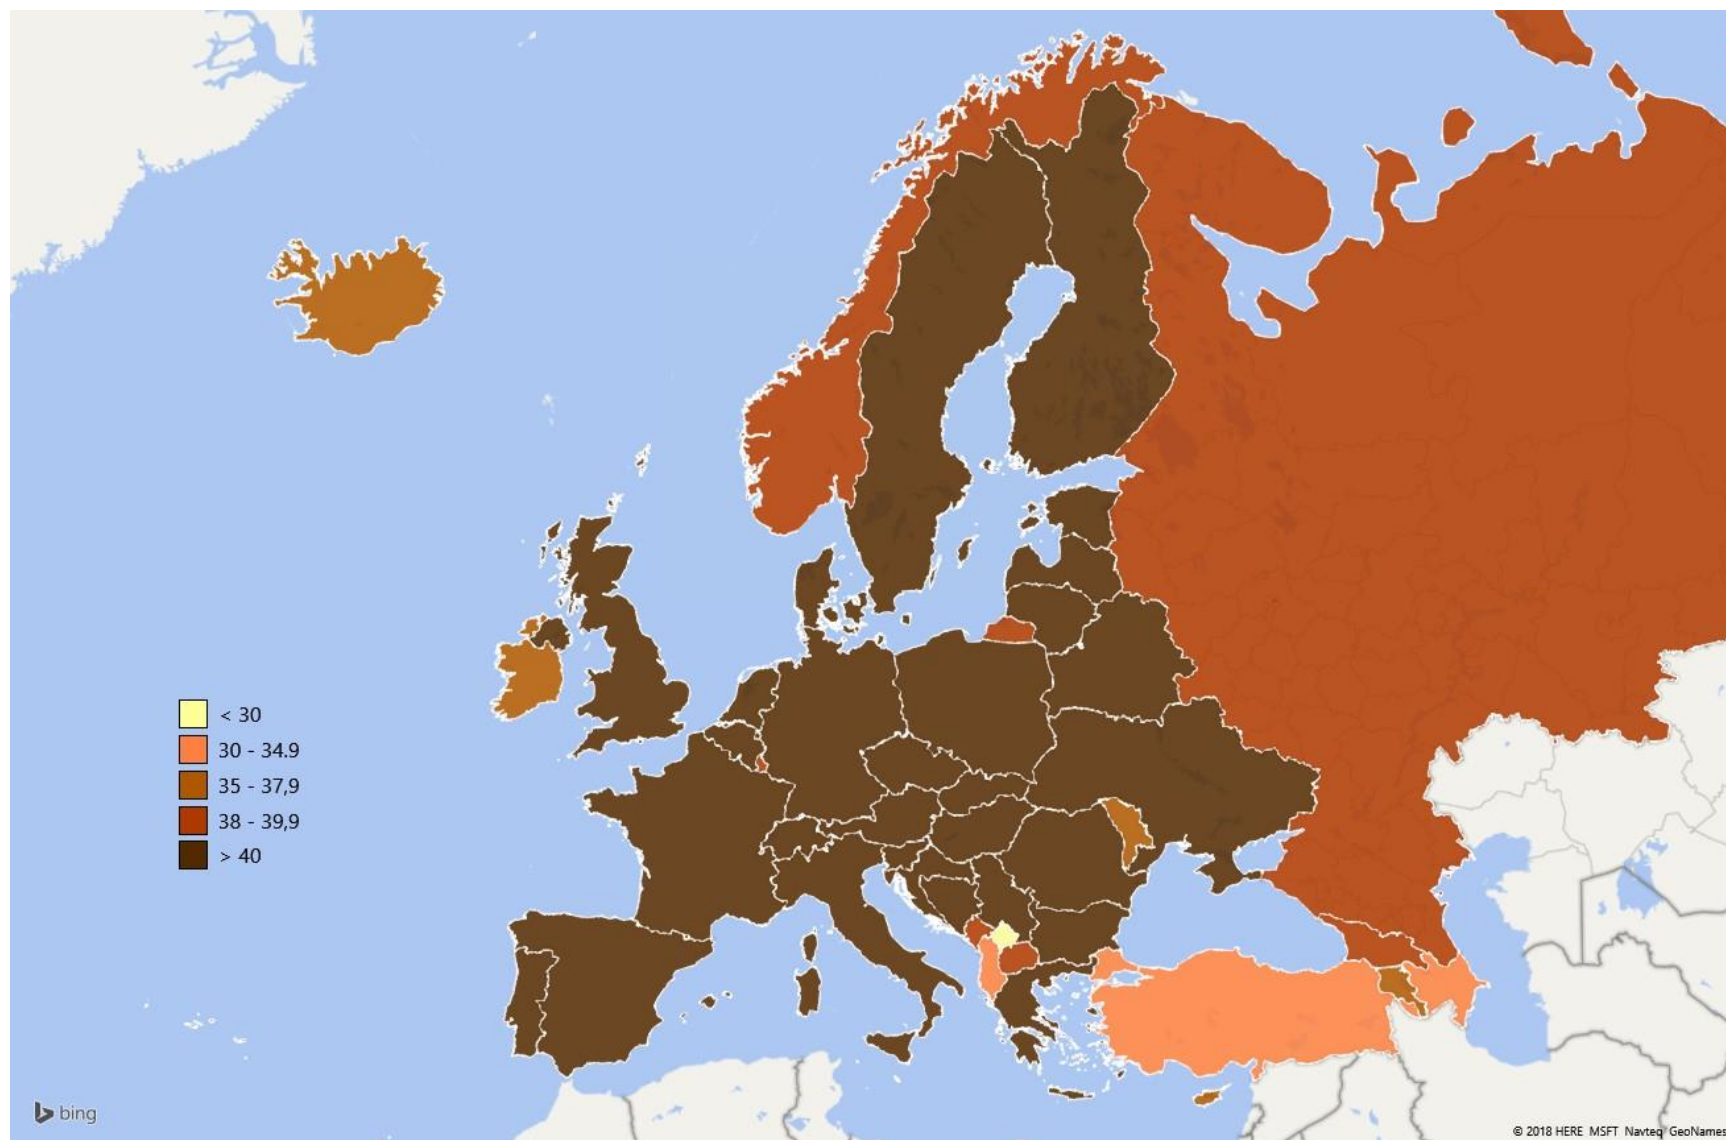 < 30
30 - 34.9
35 - 37,9
38 - 39,9
> 40
bing
© 2018 HERE MSFT Navteq GeoNames